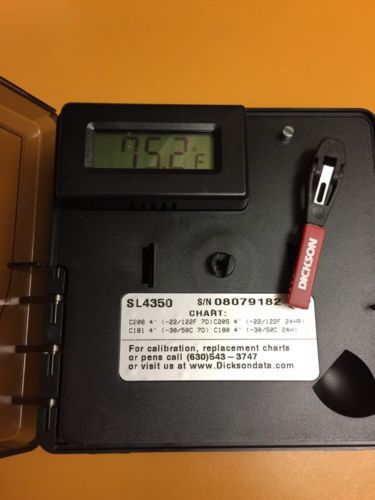 75.2°F
DICKSON
SL4350 S/N 08079182
CHART:
C206 4" (-22/122F 7D) C205 4" (-22/122F 24HR)
C181 4" (-30/50C 7D) C180 4" (-30/50C 24H)
For calibration, replacement charts
or pens call (630)543-3747
or visit us at www.Dicksondata.com